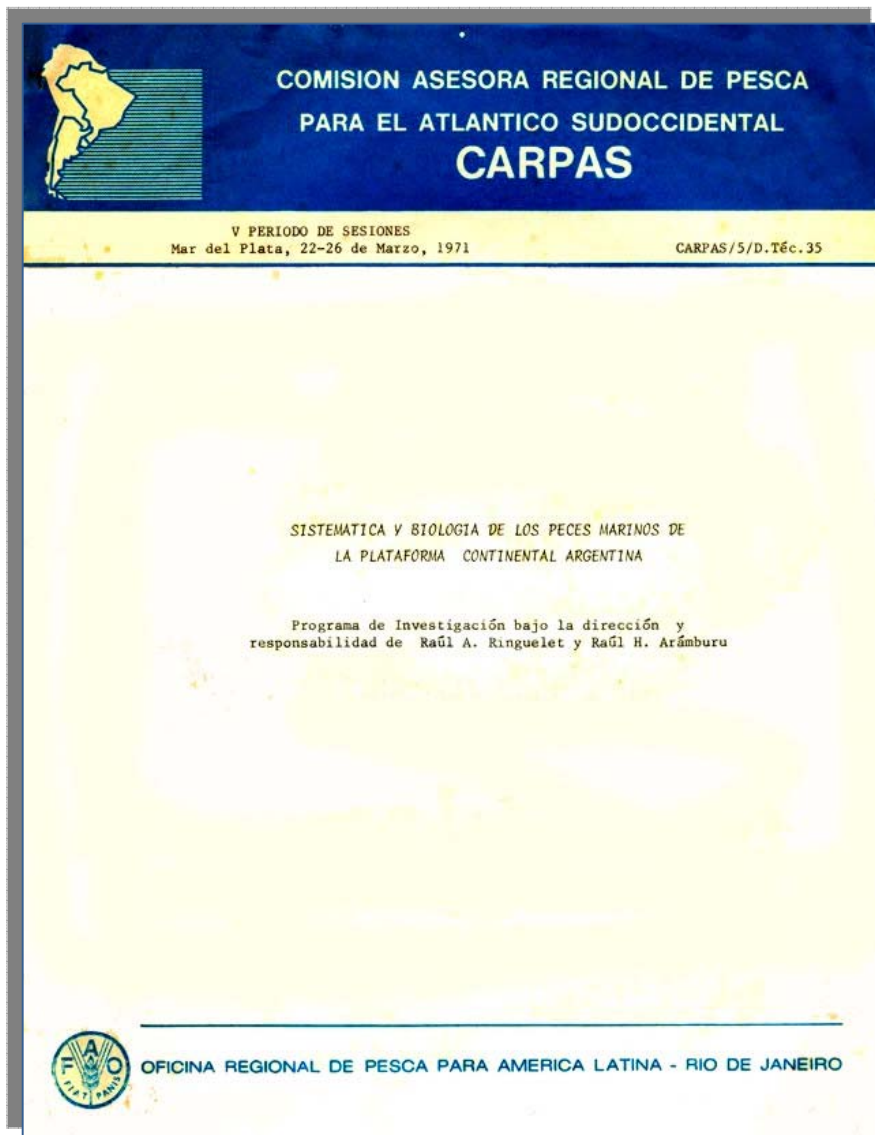 COMISION ASESORA REGIONAL DE PESCA
PARA EL ATLANTICO SUDOCCIDENTAL
CARPAS
V PERIODO DE SESIONES
Mar del Plata, 22-26 de Marzo, 1971
CARPAS/5/D.Téc.35
SISTEMATICA Y BIOLOGIA DE LOS PECES MARINOS DE
LA PLATAFORMA CONTINENTAL ARGENTINA
Programa de Investigación bajo la dirección y
responsabilidad de Raúl A. Ringuelet y Raúl H. Arámburu
F A O
FIAT PANIS
OFICINA REGIONAL DE PESCA PARA AMERICA LATINA - RIO DE JANEIRO